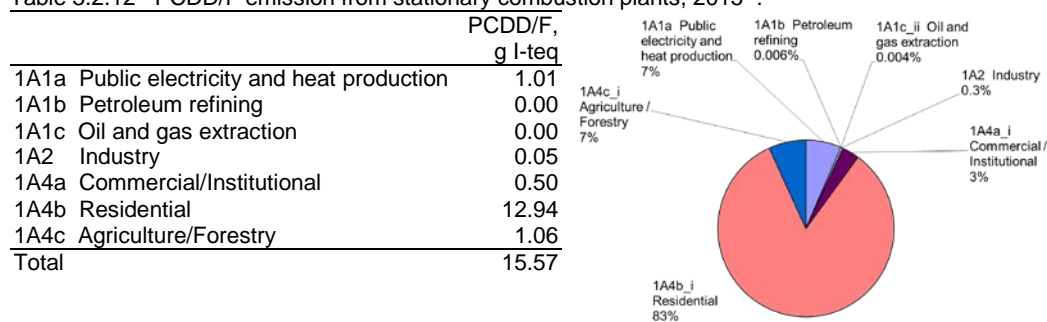 Table 3.2.12 PCDD/F emission from stationary combustion plants, 2015 .
PCDD/F,
g I-teq
1A1a Public electricity and heat production 1.01
1A1b Petroleum refining 0.00
1A1c Oil and gas extraction 0.00
1A2 Industry 0.05
1A4a Commercial/Institutional 0.50
1A4b Residential 12.94
1A4c Agriculture/Forestry 1.06
Total 15.57
1A1a Public
electricity and
heat production
7%
1A1b Petroleum
refining
0.006%
1A1c_ii Oil and
gas extraction
0.004%
1A2 Industry
0.3%
1A4a_i
Commercial /
Institutional
3%
1A4c_i
Agriculture /
Forestry
7%
1A4b_i
Residential
83%